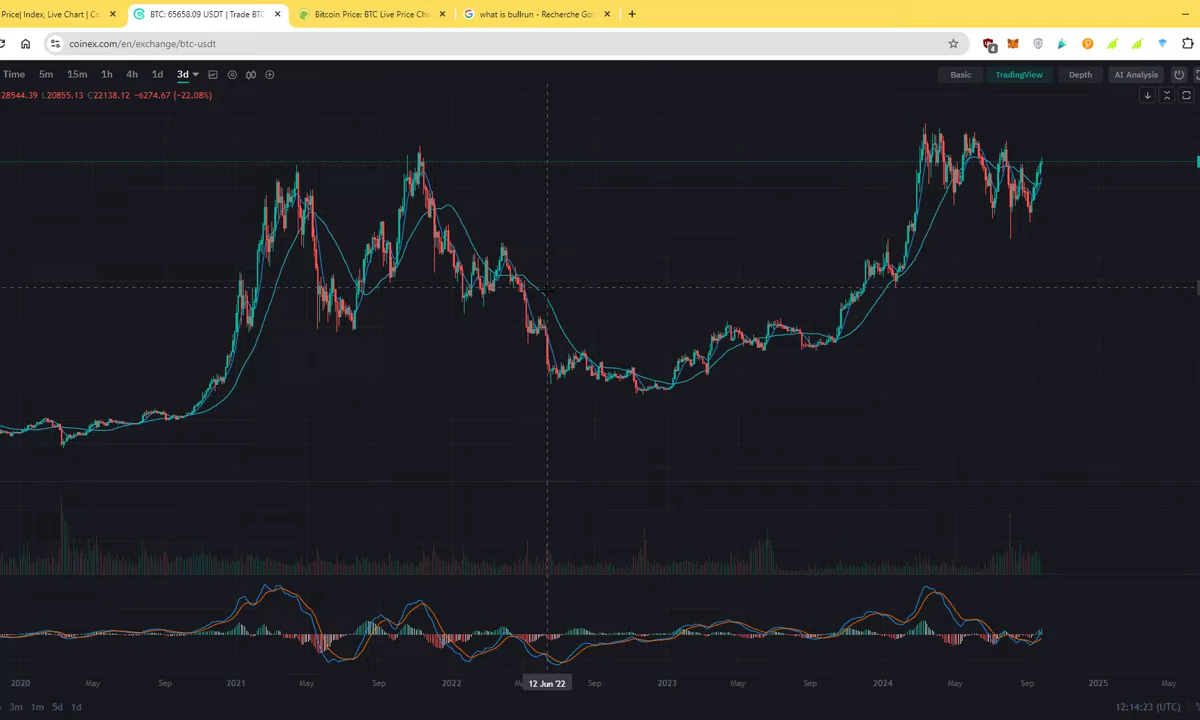 Price| Index, Live Chart | Co
BTC: 65658.09 USDT | Trade BTC
Bitcoin Price: BTC Live Price Cha
what is bullrun - Recherche Goo
coinex.com/en/exchange/btc-usdt
4
Time 5m 15m 1h 4h 1d 3d
Basic TradingView Depth AI Analysis
28544.39 L20855.13 C22138.12 −6274.67 (−22.08%)
2020 May Sep 2021 May Sep 2022 12 Jun '22 Sep 2023 May Sep 2024 May Sep 2025 May
3m 1m 5d 1d
12:14:23 (UTC)